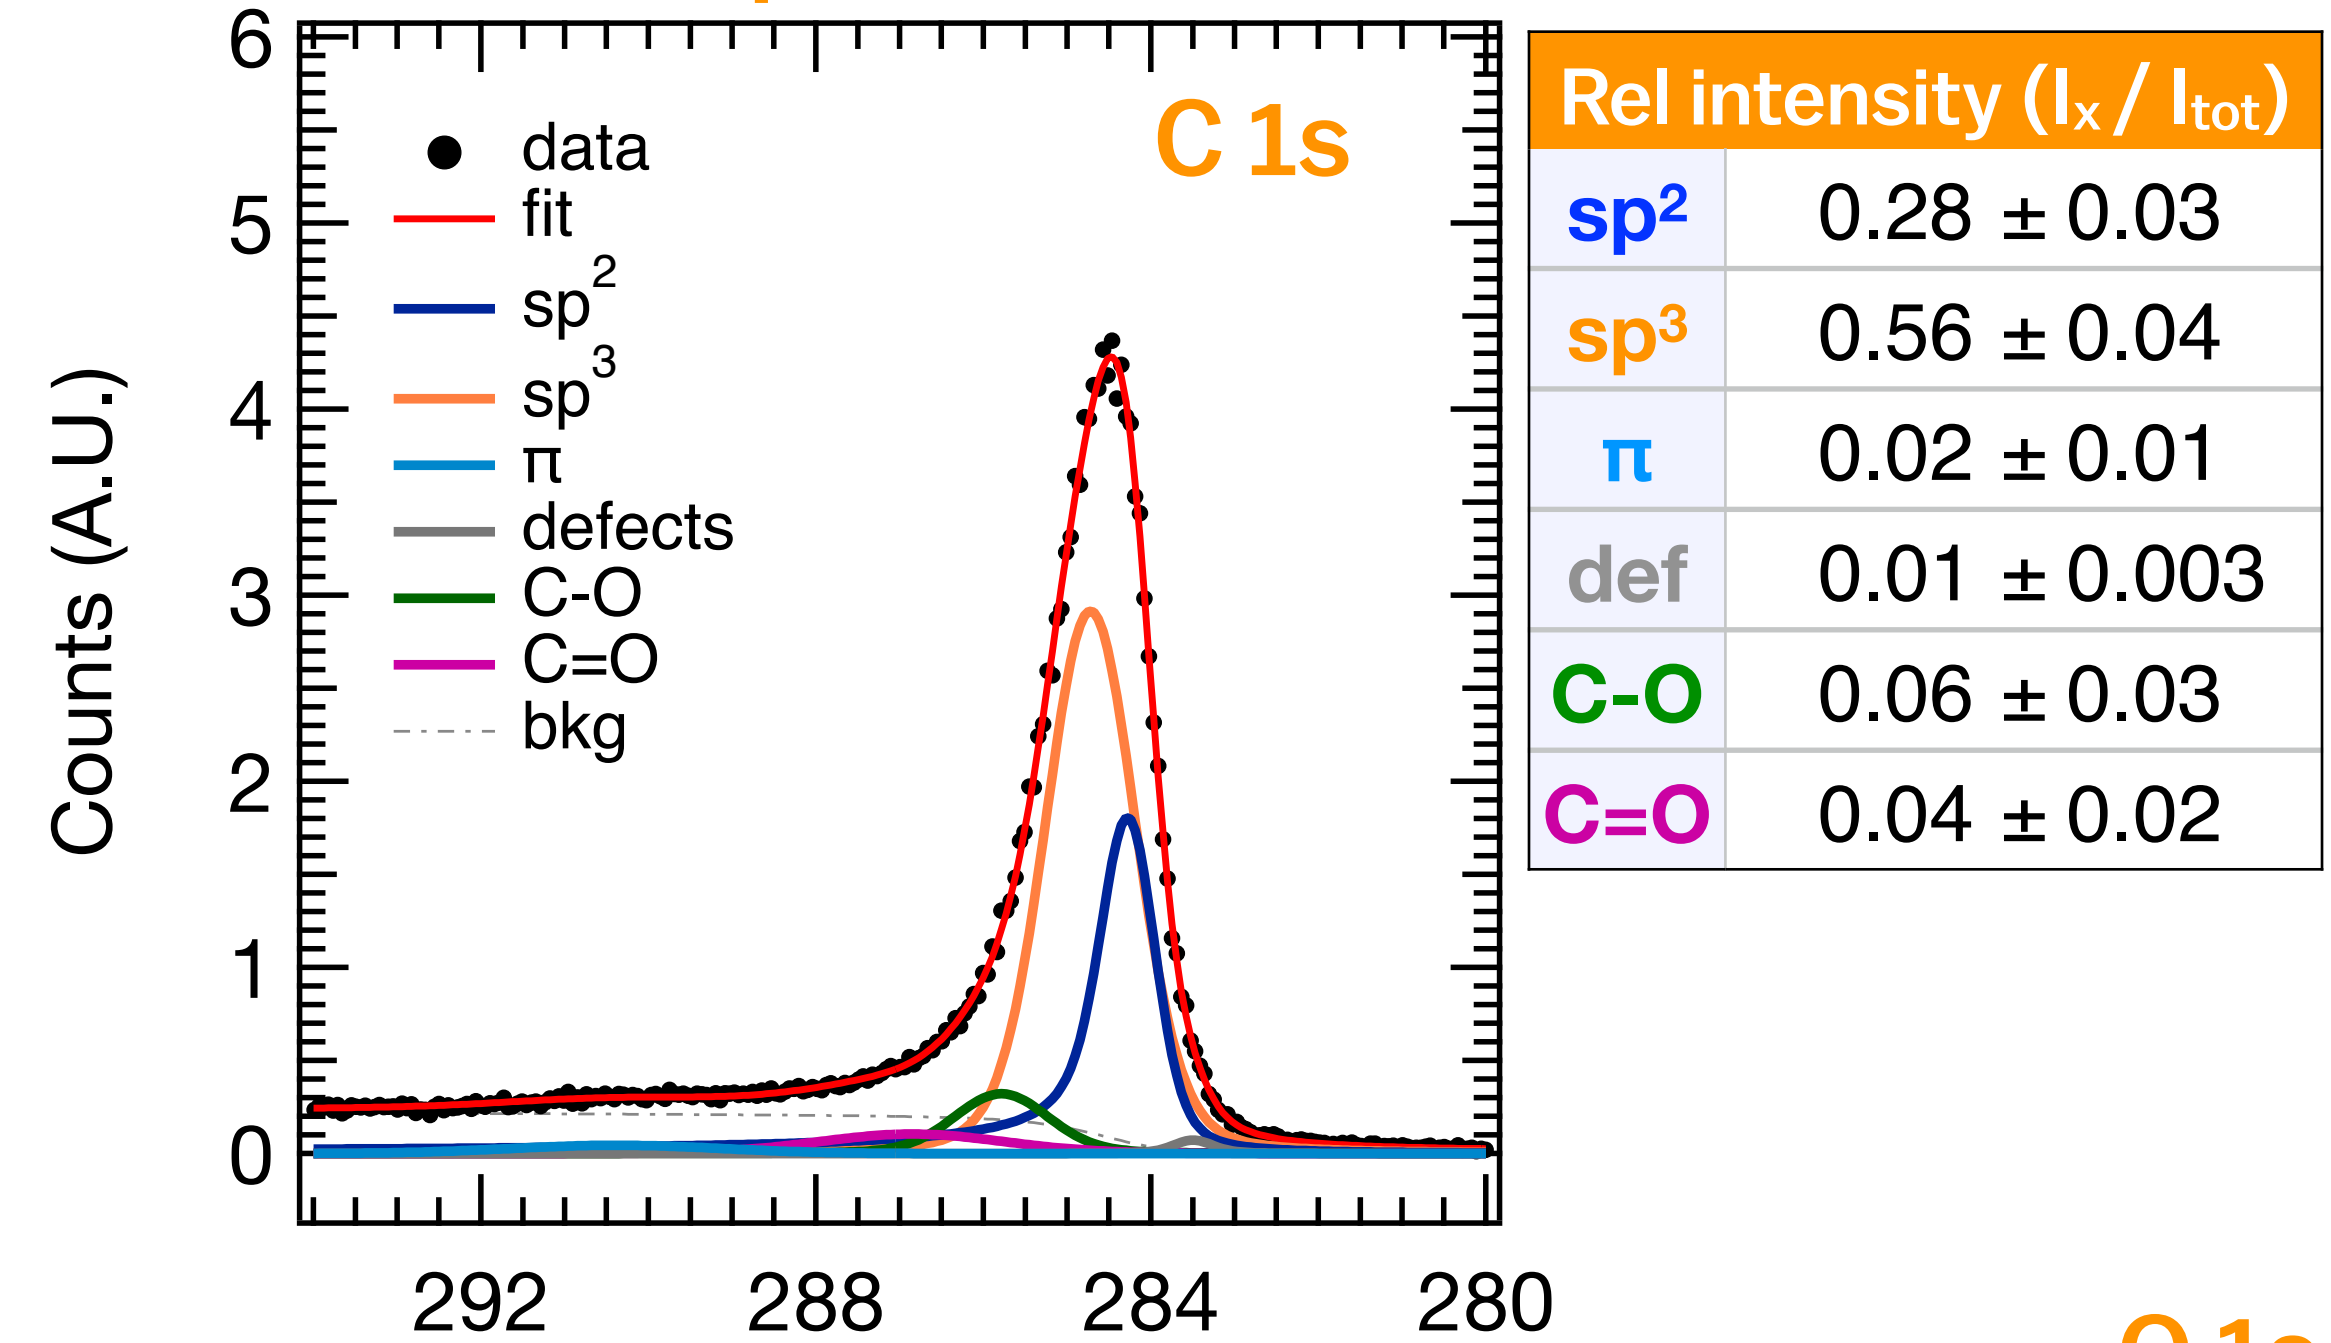 6
5
4
3
2
1
0
Counts (A.U.)
C 1s
data
fit
sp²
sp³
π
defects
C-O
C=O
bkg
292 288 284 280
Rel intensity (Iₓ / Iₜₒₜ)
sp² 0.28 ± 0.03
sp³ 0.56 ± 0.04
π 0.02 ± 0.01
def 0.01 ± 0.003
C-O 0.06 ± 0.03
C=O 0.04 ± 0.02
O 1s